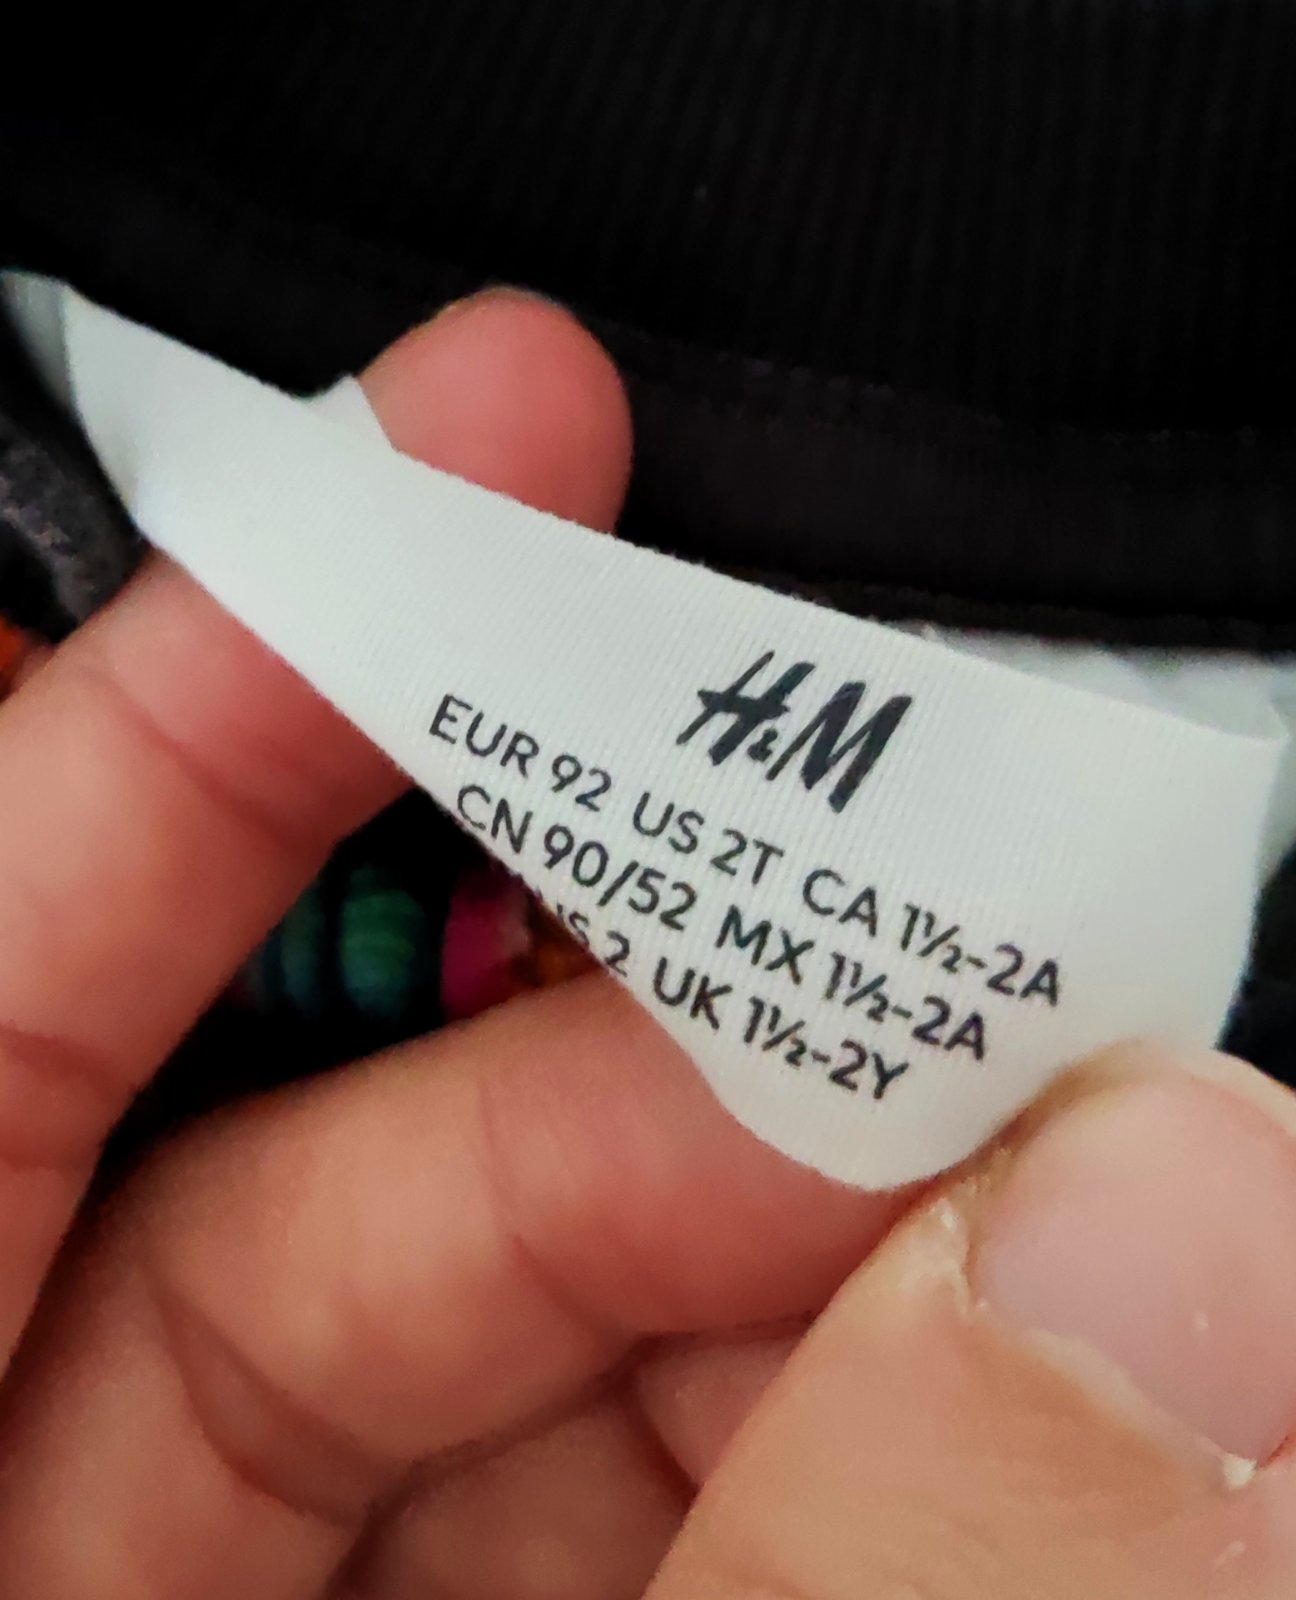 H&M
EUR 92 US 2T CA 1½-2A
CN 90/52 MX 1½-2A
2 UK 1½-2Y